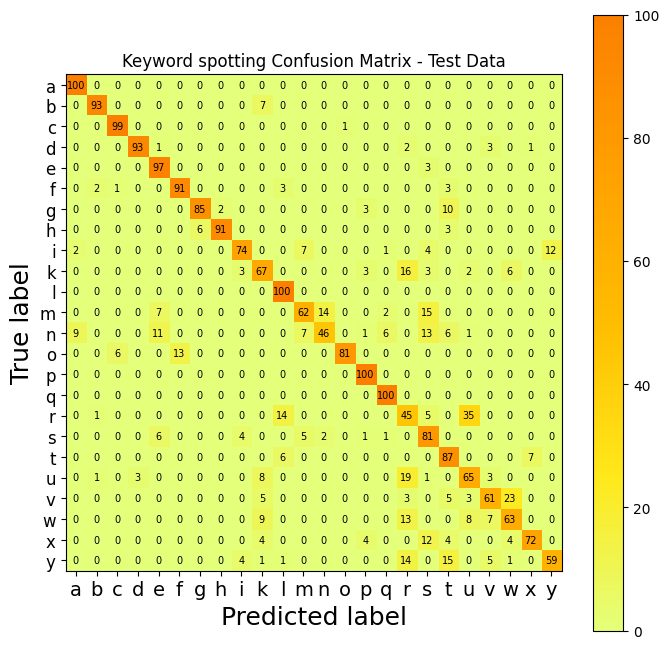 Keyword spotting Confusion Matrix - Test Data
True label
a 100 0 0 0 0 0 0 0 0 0 0 0 0 0 0 0 0 0 0 0 0 0 0 0
b 0 93 0 0 0 0 0 0 0 7 0 0 0 0 0 0 0 0 0 0 0 0 0 0
c 0 0 99 0 0 0 0 0 0 0 0 0 0 1 0 0 0 0 0 0 0 0 0 0
d 0 0 0 93 1 0 0 0 0 0 0 0 0 0 0 0 2 0 0 0 3 0 1 0
e 0 0 0 0 97 0 0 0 0 0 0 0 0 0 0 0 0 3 0 0 0 0 0 0
f 0 2 1 0 0 91 0 0 0 0 3 0 0 0 0 0 0 0 3 0 0 0 0 0
g 0 0 0 0 0 0 85 2 0 0 0 0 0 0 3 0 0 0 10 0 0 0 0 0
h 0 0 0 0 0 0 6 91 0 0 0 0 0 0 0 0 0 0 3 0 0 0 0 0
i 2 0 0 0 0 0 0 0 74 0 0 7 0 0 0 1 0 4 0 0 0 0 0 12
k 0 0 0 0 0 0 0 0 3 67 0 0 0 0 3 0 16 3 0 2 0 6 0 0
l 0 0 0 0 0 0 0 0 0 0 100 0 0 0 0 0 0 0 0 0 0 0 0 0
m 0 0 0 0 7 0 0 0 0 0 0 62 14 0 0 2 0 15 0 0 0 0 0 0
n 9 0 0 0 11 0 0 0 0 0 0 7 46 0 1 6 0 13 6 1 0 0 0 0
o 0 0 6 0 0 13 0 0 0 0 0 0 0 81 0 0 0 0 0 0 0 0 0 0
p 0 0 0 0 0 0 0 0 0 0 0 0 0 0 100 0 0 0 0 0 0 0 0 0
q 0 0 0 0 0 0 0 0 0 0 0 0 0 0 0 100 0 0 0 0 0 0 0 0
r 0 1 0 0 0 0 0 0 0 0 14 0 0 0 0 0 45 5 0 35 0 0 0 0
s 0 0 0 0 6 0 0 0 4 0 0 5 2 0 1 1 0 81 0 0 0 0 0 0
t 0 0 0 0 0 0 0 0 0 0 6 0 0 0 0 0 0 0 87 0 0 0 7 0
u 0 1 0 3 0 0 0 0 0 8 0 0 0 0 0 0 19 1 0 65 3 0 0 0
v 0 0 0 0 0 0 0 0 0 5 0 0 0 0 0 0 3 0 5 3 61 23 0 0
w 0 0 0 0 0 0 0 0 0 9 0 0 0 0 0 0 13 0 0 8 7 63 0 0
x 0 0 0 0 0 0 0 0 0 4 0 0 0 0 4 0 0 12 4 0 0 4 72 0
y 0 0 0 0 0 0 0 0 4 1 1 0 0 0 0 0 14 0 15 0 5 1 0 59
a b c d e f g h i k l m n o p q r s t u v w x y
Predicted label
100
80
60
40
20
0